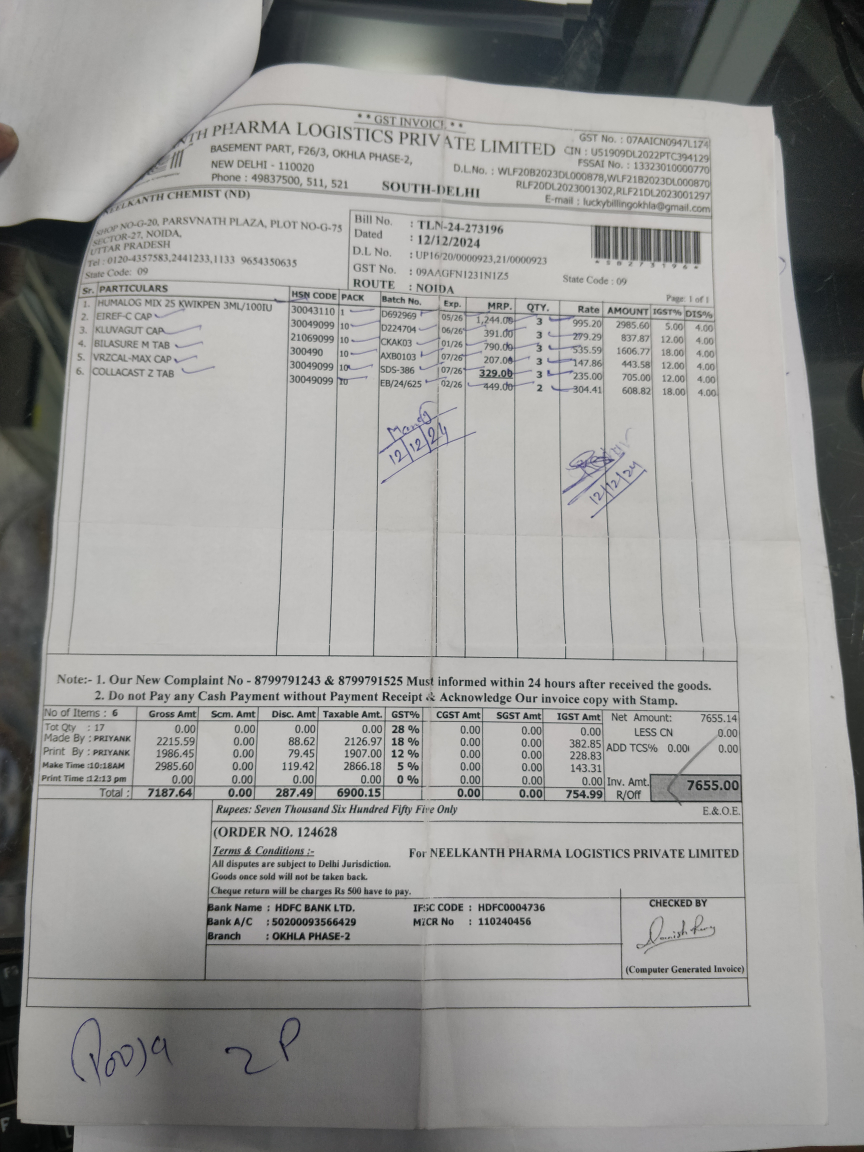 * * GST INVOICE * *
NTH PHARMA LOGISTICS PRIVATE LIMITED
BASEMENT PART, F26/3, OKHLA PHASE-2,
NEW DELHI - 110020
Phone : 49837500, 511, 521
SOUTH-DELHI
GST No. : 07AAICN0947L1Z4
CIN : U51909DL2022PTC394129
FSSAI No. : 13323010000770
D.L.No. : WLF20B2023DL000878,WLF21B2023DL000870
RLF20DL2023001302,RLF21DL2023001297
E-mail : luckybillingokhla@gmail.com
NEELKANTH CHEMIST (ND)
SHOP NO-G-20, PARSVNATH PLAZA, PLOT NO-G-75
SECTOR-27, NOIDA,
UTTAR PRADESH
Tel : 0120-4357583,2441233,1133 9654350635
State Code: 09
Bill No. : TLN-24-273196
Dated : 12/12/2024
D.L No. : UP16/20/0000923,21/0000923
GST No. : 09AAGFN1231N1Z5
ROUTE : NOIDA
* 5 8 2 7 3 1 9 6 *
State Code : 09
Page: 1 of 1
Sr. PARTICULARS HSN CODE PACK Batch No. Exp. MRP. QTY. Rate AMOUNT IGST% DIS%
1. HUMALOG MIX 25 KWIKPEN 3ML/100IU 30043110 1 D692969 05/26 1,244.00 3 995.20 2985.60 5.00 4.00
2. EIREF-C CAP 30049099 10 D224704 06/26 391.00 3 279.29 837.87 12.00 4.00
3. KLUVAGUT CAP 21069099 10 CKAK03 01/26 790.00 3 535.59 1606.77 18.00 4.00
4. BILASURE M TAB 300490 10 AXB0103 07/26 207.00 3 147.86 443.58 12.00 4.00
5. VRZCAL-MAX CAP 30049099 10 SDS-386 07/26 329.00 3 235.00 705.00 12.00 4.00
6. COLLACAST Z TAB 30049099 10 EB/24/625 02/26 449.00 2 304.41 608.82 18.00 4.00
12/12/24
12/12/24
Note:- 1. Our New Complaint No - 8799791243 & 8799791525 Must informed within 24 hours after received the goods.
2. Do not Pay any Cash Payment without Payment Receipt & Acknowledge Our invoice copy with Stamp.
No of Items : 6 Gross Amt Scm. Amt Disc. Amt Taxable Amt. GST% CGST Amt SGST Amt IGST Amt Net Amount: 7655.14
Tot Qty : 17 0.00 0.00 0.00 0.00 28 % 0.00 0.00 0.00 LESS CN 0.00
Made By : PRIYANK 2215.59 0.00 88.62 2126.97 18 % 0.00 0.00 382.85 ADD TCS% 0.00 0.00
Print By : PRIYANK 1986.45 0.00 79.45 1907.00 12 % 0.00 0.00 228.83
Make Time :10:18AM 2985.60 0.00 119.42 2866.18 5 % 0.00 0.00 143.31
Print Time :12:13 pm 0.00 0.00 0.00 0.00 0 % 0.00 0.00 0.00 Inv. Amt. 7655.00
Total : 7187.64 0.00 287.49 6900.15 0.00 0.00 754.99 R/Off
Rupees: Seven Thousand Six Hundred Fifty Five Only E.& O.E.
(ORDER NO. 124628
Terms & Conditions :-
All disputes are subject to Delhi Jurisdiction.
Goods once sold will not be taken back.
Cheque return will be charges Rs 500 have to pay.
For NEELKANTH PHARMA LOGISTICS PRIVATE LIMITED
Bank Name : HDFC BANK LTD. IFSC CODE : HDFC0004736
Bank A/C : 50200093566429 MICR No : 110240456
Branch : OKHLA PHASE-2
CHECKED BY
(Computer Generated Invoice)
Pooja 2P